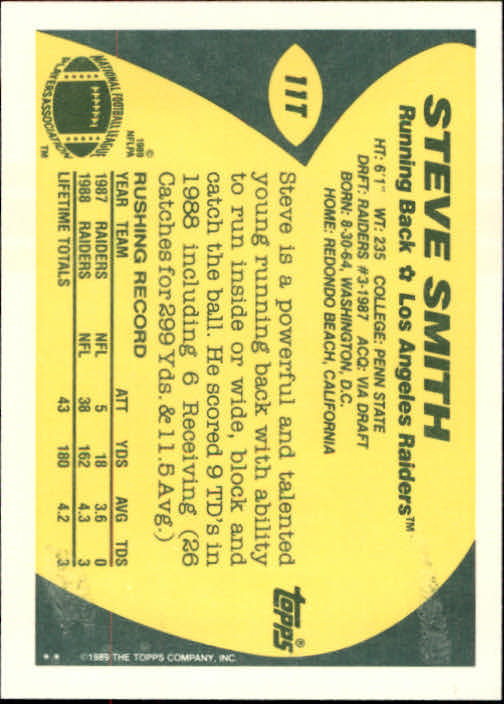 11T
STEVE SMITH
Running Back ✩ Los Angeles Raiders™
HT: 6'1" WT: 235 COLLEGE: PENN STATE
DRFT: RAIDERS #3-1987 ACQ: VIA DRAFT
BORN: 8-30-64, WASHINGTON, D.C.
HOME: REDONDO BEACH, CALIFORNIA
Steve is a powerful and talented
young running back with ability
to run inside or wide, block and
catch the ball. He scored 9 TD's in
1988 including 6 Receiving (26
Catches for 299 Yds. & 11.5 Avg.)
topps®
NATIONAL FOOTBALL LEAGUE
PLAYERS ASSOCIATION
™
©
1989
NFLPA
RUSHING RECORD
YEAR TEAM ATT YDS AVG TDS
1987 RAIDERS NFL 5 18 3.6 0
1988 RAIDERS NFL 38 162 4.3 3
LIFETIME TOTALS 43 180 4.2 3
** ©1989 THE TOPPS COMPANY, INC.